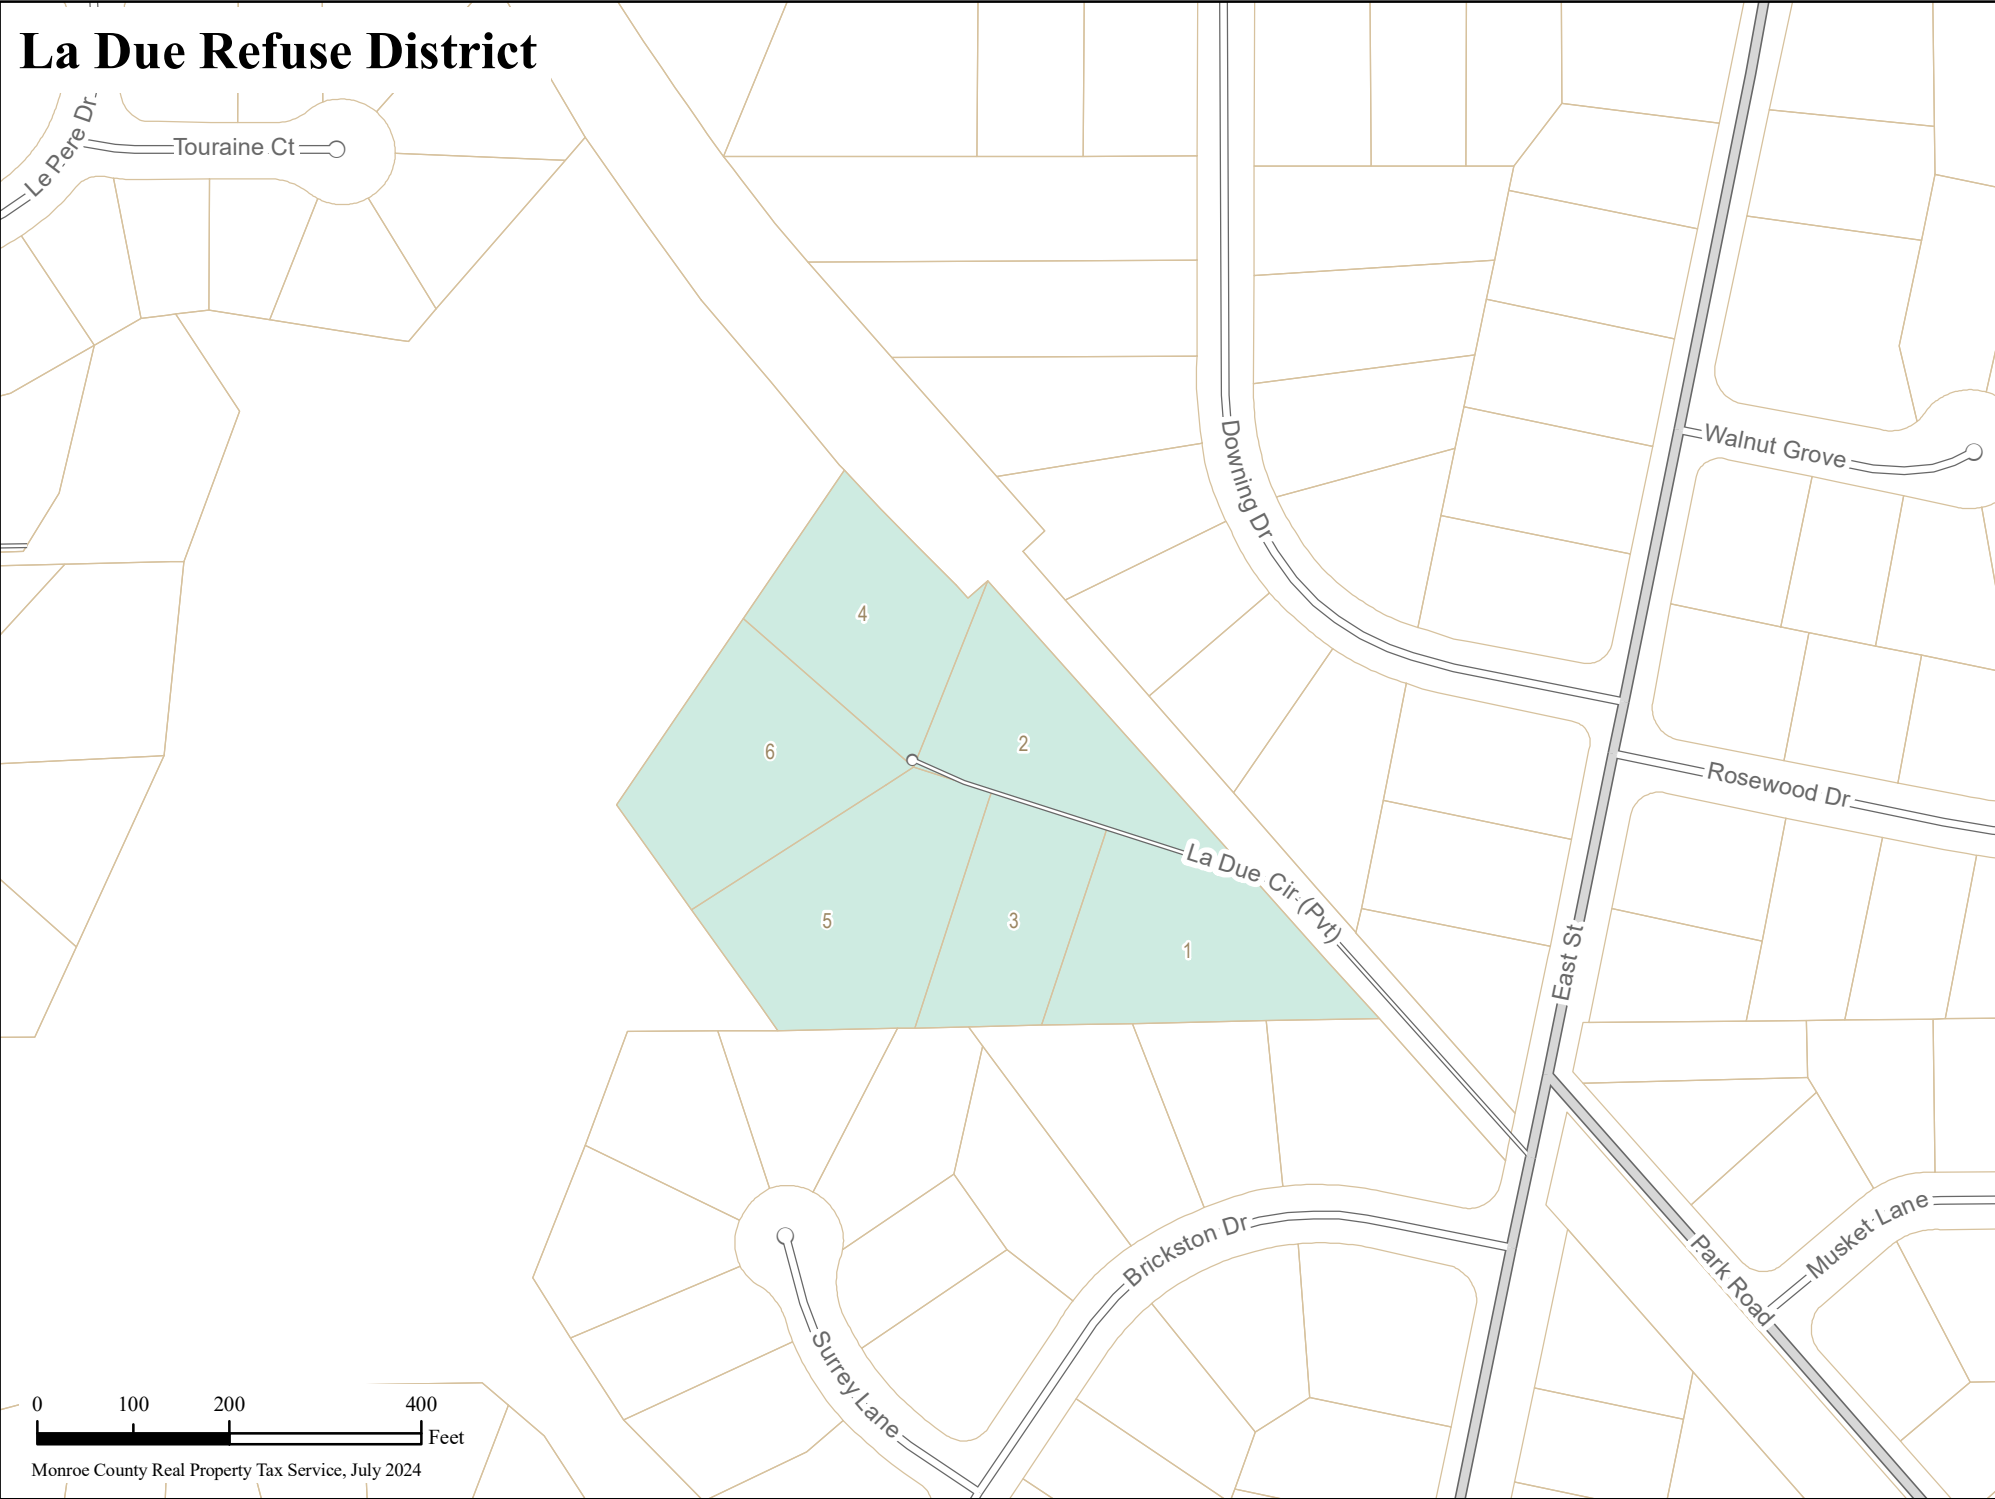 La Due Refuse District
Le Pere Dr
Touraine Ct
Downing Dr
Walnut Grove
4
2
6
Rosewood Dr
La Due Cir (Pvt)
5
3
1
East St
Brickston Dr
Surrey Lane
Park Road
Musket Lane
0 100 200 400
Feet
Monroe County Real Property Tax Service, July 2024